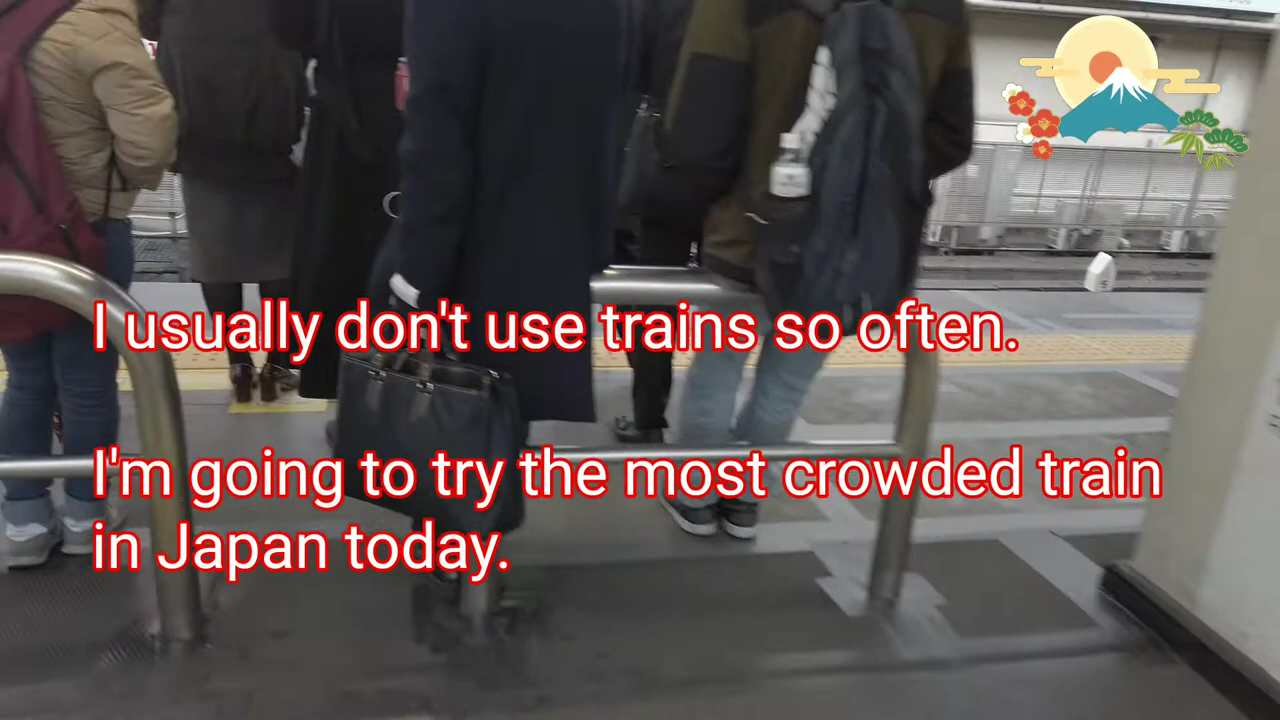 I usually don't use trains so often.
I'm going to try the most crowded train
in Japan today.